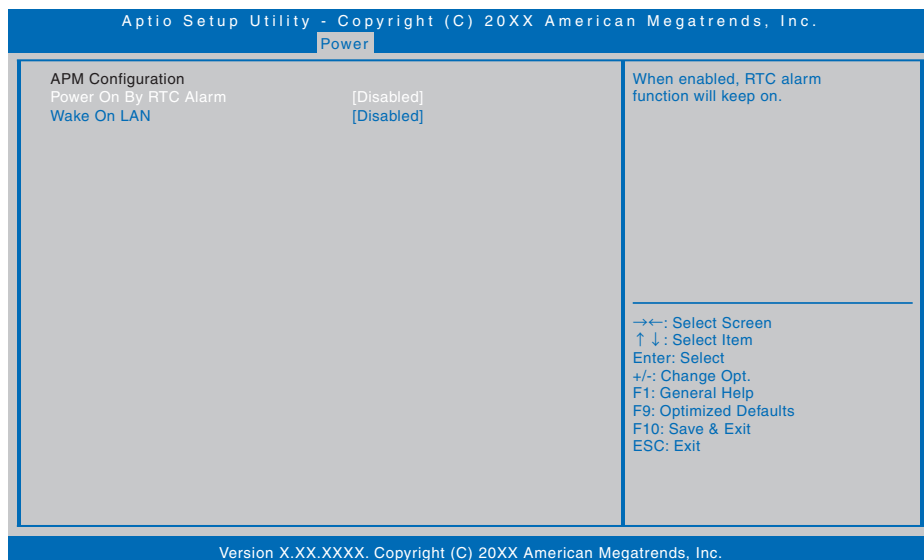 Aptio Setup Utility - Copyright (C) 20XX American Megatrends, Inc.
Power
APM Configuration
Power On By RTC Alarm [Disabled]
Wake On LAN [Disabled]
When enabled, RTC alarm
function will keep on.
→←: Select Screen
↑↓: Select Item
Enter: Select
+/-: Change Opt.
F1: General Help
F9: Optimized Defaults
F10: Save & Exit
ESC: Exit
Version X.XX.XXXX. Copyright (C) 20XX American Megatrends, Inc.